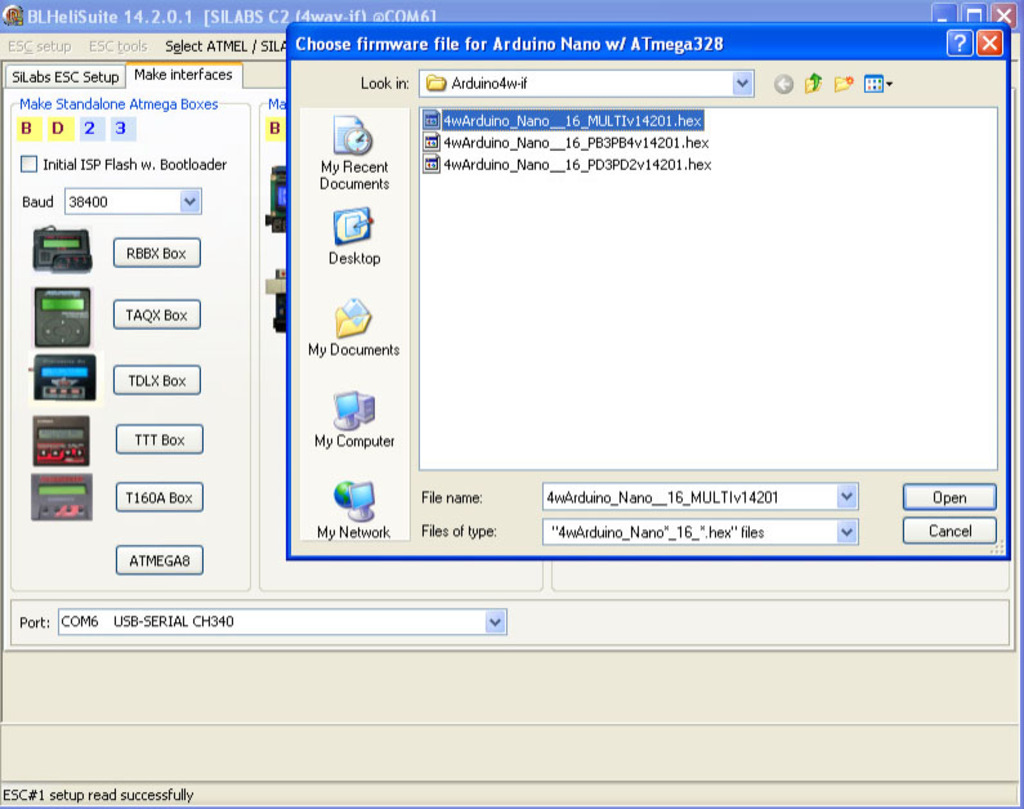 BLHeliSuite 14.2.0.1 [SILABS C2 (4way-if) @COM6]
ESC setup ESC tools Select ATMEL / SILA
SiLabs ESC Setup Make interfaces
Make Standalone Atmega Boxes
B D 2 3
Initial ISP Flash w. Bootloader
Baud 38400
RBBX Box
TAQX Box
TDLX Box
TTT Box
T160A Box
ATMEGA8
Ma
B
Choose firmware file for Arduino Nano w/ ATmega328
Look in: Arduino4w-if
My Recent
Documents
Desktop
My Documents
My Computer
My Network
4wArduino_Nano__16_MULTIv14201.hex
4wArduino_Nano__16_PB3PB4v14201.hex
4wArduino_Nano__16_PD3PD2v14201.hex
File name: 4wArduino_Nano__16_MULTIv14201 Open
Files of type: "4wArduino_Nano*_16_*.hex" files Cancel
Port: COM6 USB-SERIAL CH340
ESC#1 setup read successfully